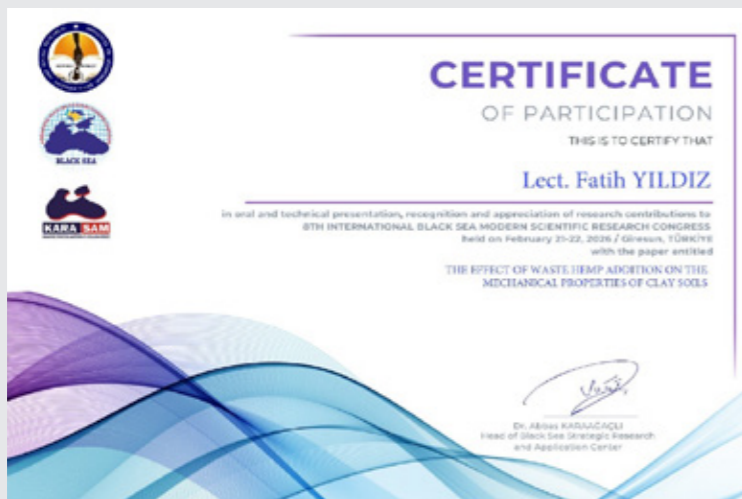 BLACK SEA
KARA SAM
CERTIFICATE
OF PARTICIPATION
THIS IS TO CERTIFY THAT
Lect. Fatih YILDIZ
in oral and technical presentation, recognition and appreciation of research contributions to
8TH INTERNATIONAL BLACK SEA MODERN SCIENTIFIC RESEARCH CONGRESS
held on February 21-22, 2026 / Giresun, TÜRKİYE
with the paper entitled
THE EFFECT OF WASTE HEMP ADDITION ON THE
MECHANICAL PROPERTIES OF CLAY SOILS
Dr. Abbas KARAAĞAÇLI
Head of Black Sea Strategic Research
and Application Center